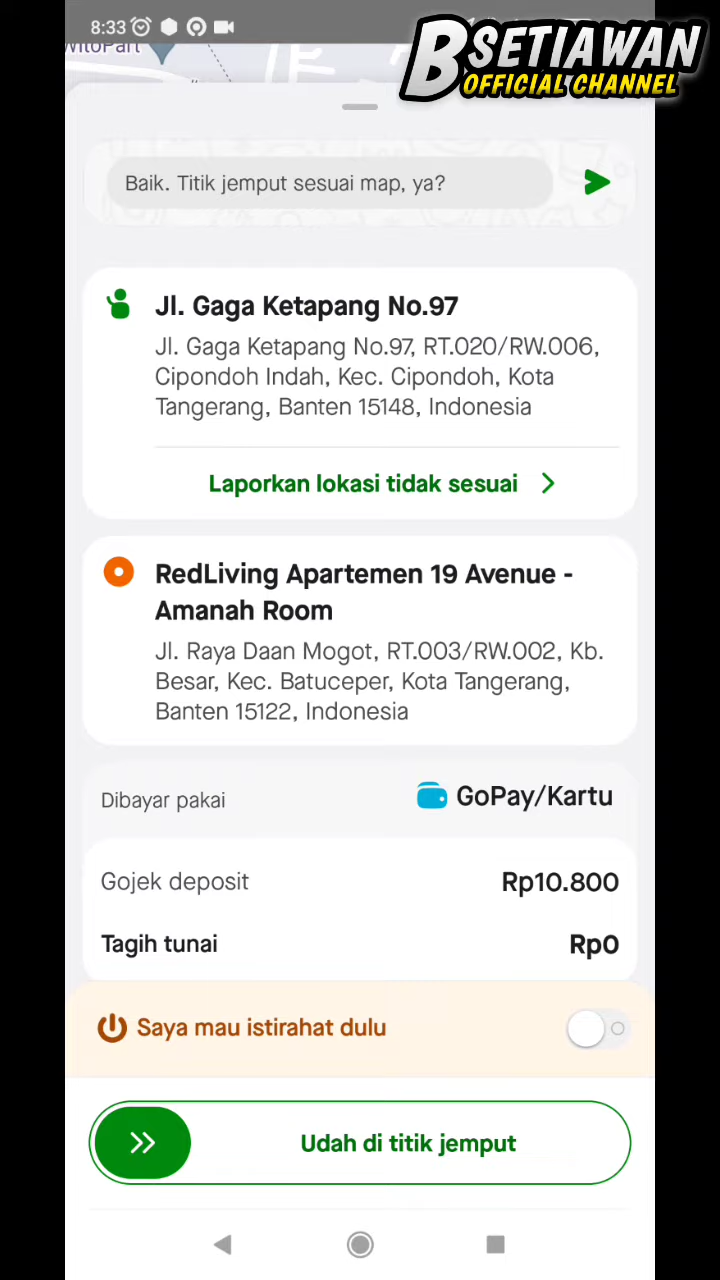 8:33
BSETIAWAN
OFFICIAL CHANNEL
WitoPart
Baik. Titik jemput sesuai map, ya?
Jl. Gaga Ketapang No.97
Jl. Gaga Ketapang No.97, RT.020/RW.006,
Cipondoh Indah, Kec. Cipondoh, Kota
Tangerang, Banten 15148, Indonesia
Laporkan lokasi tidak sesuai
RedLiving Apartemen 19 Avenue -
Amanah Room
Jl. Raya Daan Mogot, RT.003/RW.002, Kb.
Besar, Kec. Batuceper, Kota Tangerang,
Banten 15122, Indonesia
Dibayar pakai
GoPay/Kartu
Gojek deposit
Rp10.800
Tagih tunai
Rp0
Saya mau istirahat dulu
Udah di titik jemput